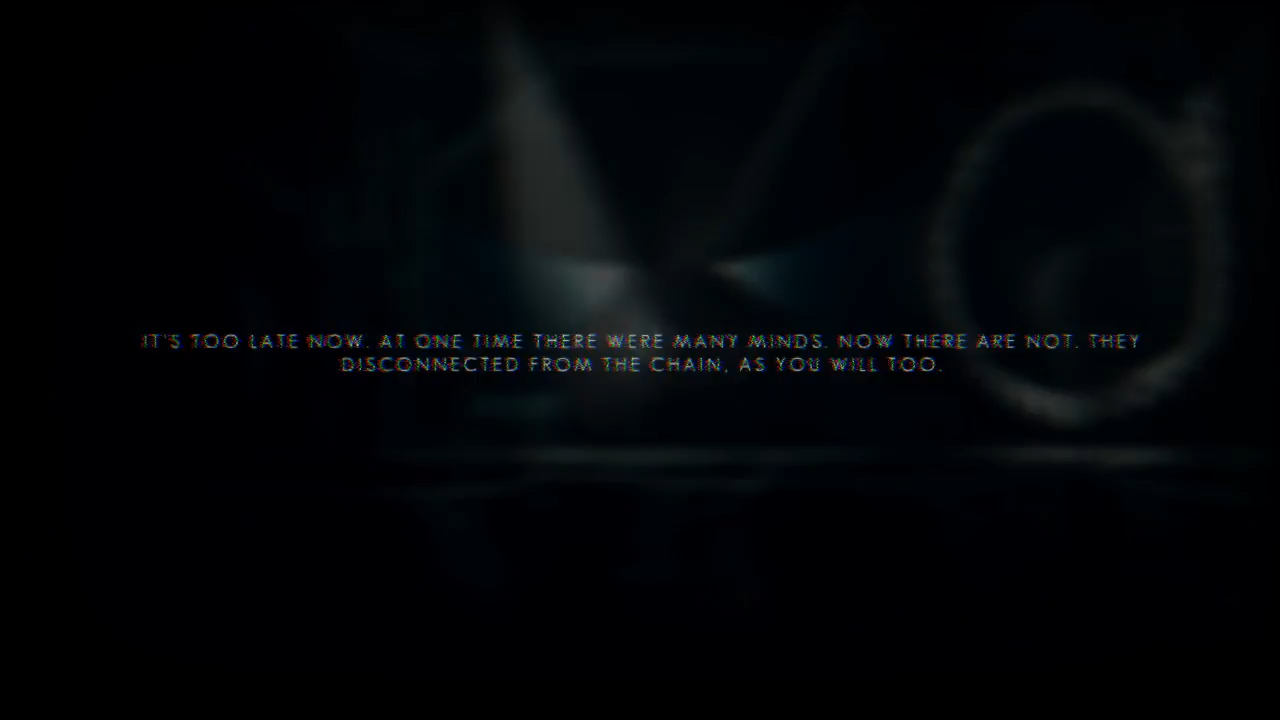 IT'S TOO LATE NOW. AT ONE TIME THERE WERE MANY MINDS. NOW THERE ARE NOT. THEY
DISCONNECTED FROM THE CHAIN, AS YOU WILL TOO.